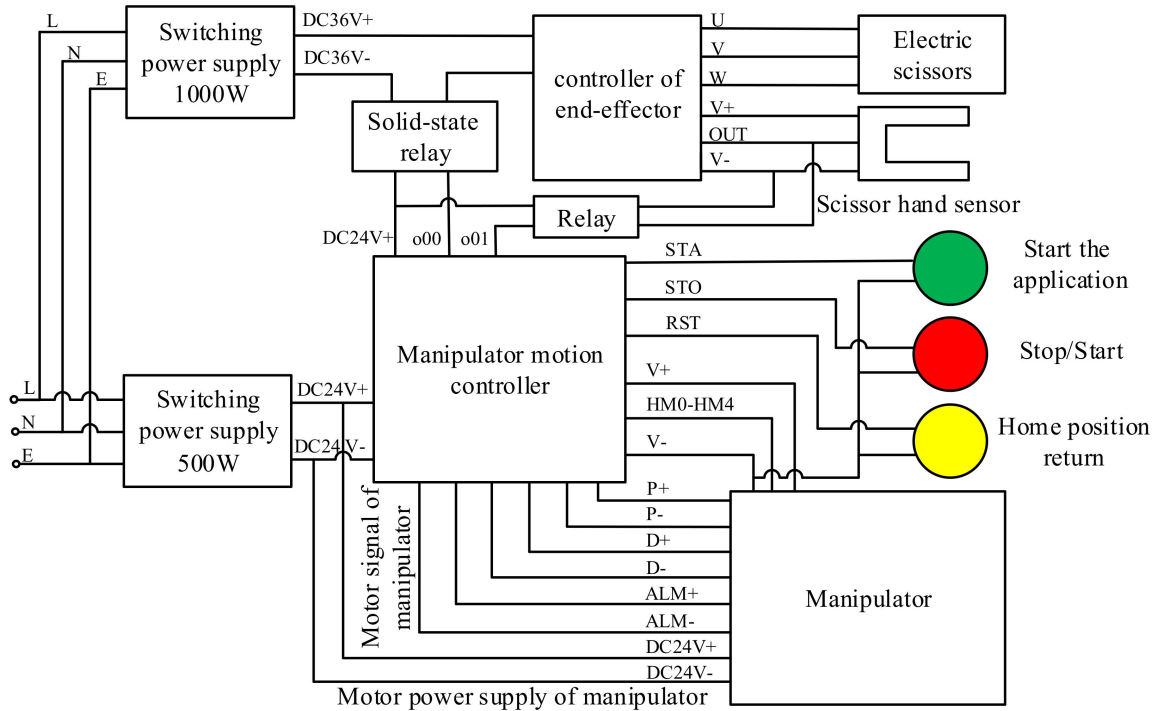 L
N
E
Switching
power supply
1000W
DC36V+
DC36V-
Solid-state
relay
controller of
end-effector
U
V
W
V+
OUT
V-
Electric
scissors
Scissor hand sensor
Relay
DC24V+
o00
o01
Manipulator motion
controller
STA
STO
RST
V+
HM0-HM4
V-
Start the
application
Stop/Start
Home position
return
L
N
E
Switching
power supply
500W
DC24V+
DC24V-
Motor signal of
manipulator
P+
P-
D+
D-
ALM+
ALM-
DC24V+
DC24V-
Manipulator
Motor power supply of manipulator